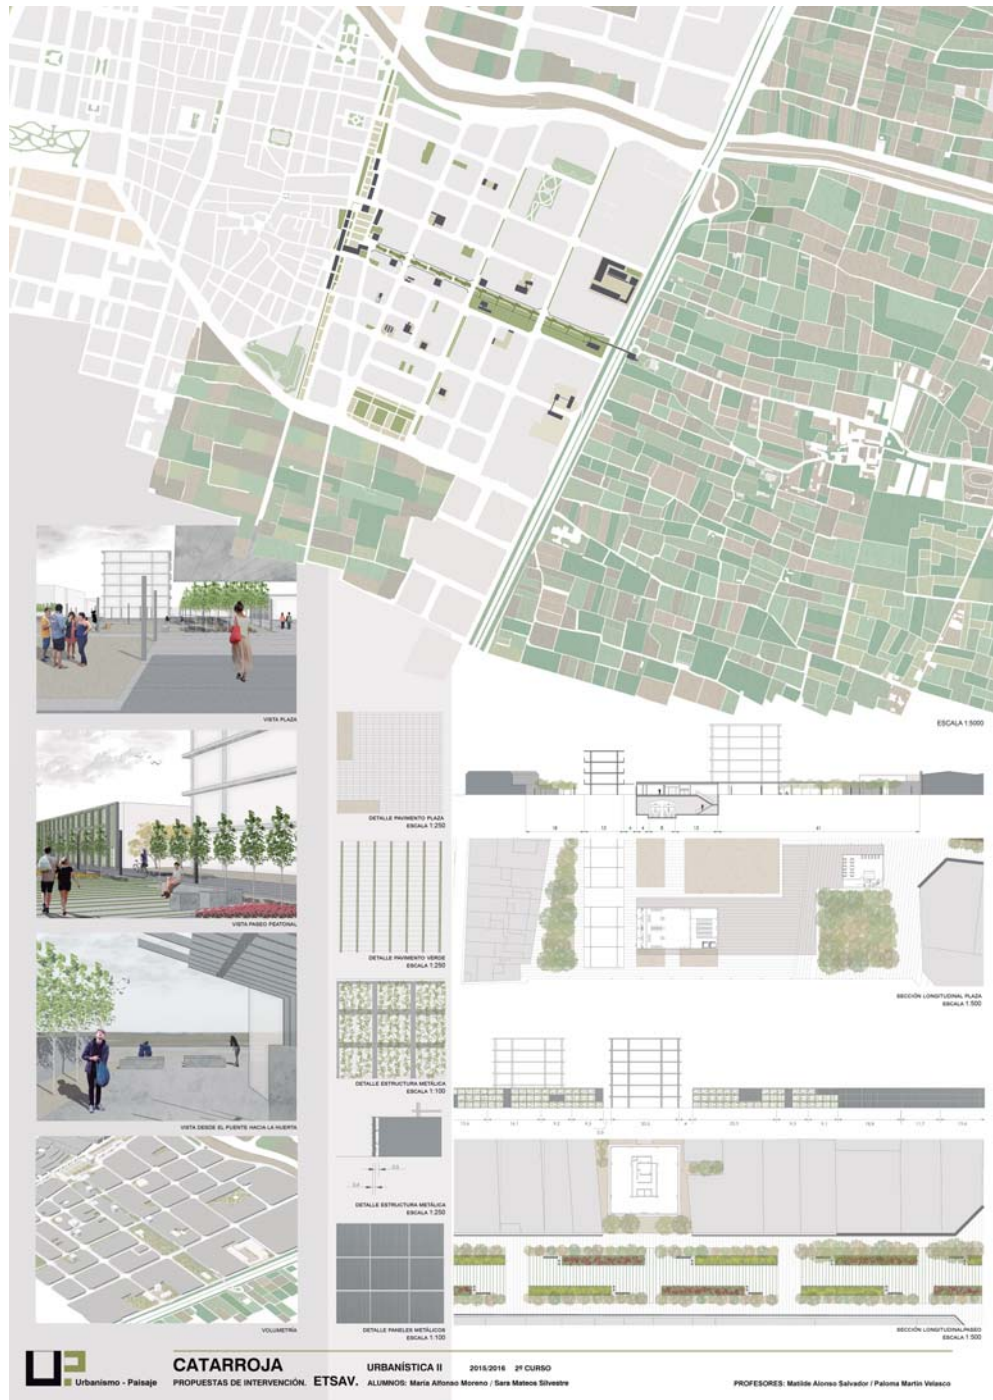 ESCALA 1:5000
VISTA PLAZA
DETALLE PAVIMENTO PLAZA
ESCALA 1:250
VISTA PASEO PEATONAL
DETALLE PAVIMENTO VERDE
ESCALA 1:250
SECCIÓN LONGITUDINAL PLAZA
ESCALA 1:500
DETALLE ESTRUCTURA METÁLICA
ESCALA 1:100
VISTA DESDE EL PUENTE HACIA LA HUERTA
DETALLE ESTRUCTURA METÁLICA
ESCALA 1:250
VOLUMETRÍA
DETALLE PANELES METÁLICOS
ESCALA 1:100
SECCIÓN LONGITUDINAL PASEO
ESCALA 1:500
UP Urbanismo - Paisaje
CATARROJA
URBANÍSTICA II 2015/2016 2º CURSO
PROPUESTAS DE INTERVENCIÓN. ETSAV. ALUMNOS: María Alfonso Moreno / Sara Mateos Silvestre
PROFESORES: Matilde Alonso Salvador / Paloma Martín Velasco